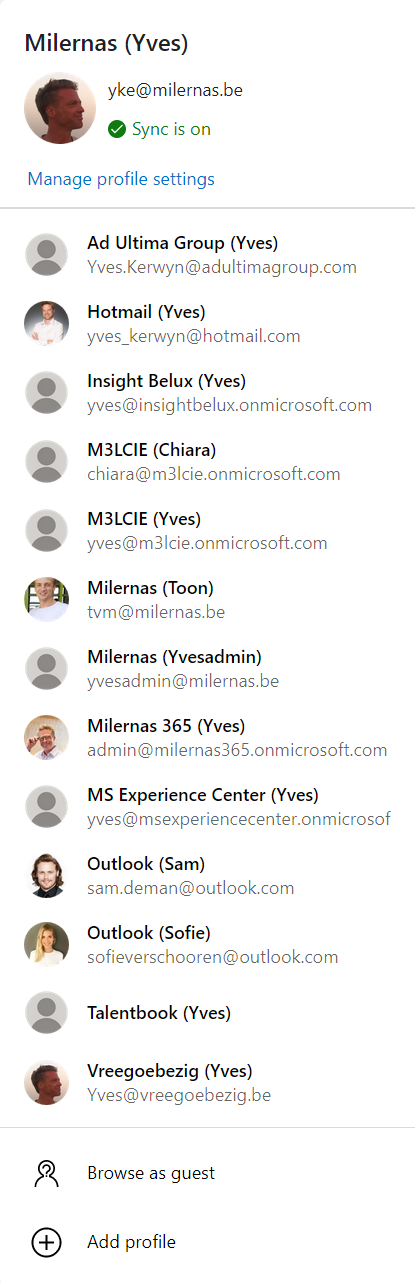 Milernas (Yves)
yke@milernas.be
Sync is on
Manage profile settings
Ad Ultima Group (Yves)
Yves.Kerwyn@adultimagroup.com
Hotmail (Yves)
yves_kerwyn@hotmail.com
Insight Belux (Yves)
yves@insightbelux.onmicrosoft.com
M3LCIE (Chiara)
chiara@m3lcie.onmicrosoft.com
M3LCIE (Yves)
yves@m3lcie.onmicrosoft.com
Milernas (Toon)
tvm@milernas.be
Milernas (Yvesadmin)
yvesadmin@milernas.be
Milernas 365 (Yves)
admin@milernas365.onmicrosoft.com
MS Experience Center (Yves)
yves@msexperiencecenter.onmicrosof
Outlook (Sam)
sam.deman@outlook.com
Outlook (Sofie)
sofieverschooren@outlook.com
Talentbook (Yves)
Vreegoebezig (Yves)
Yves@vreegoebezig.be
Browse as guest
Add profile